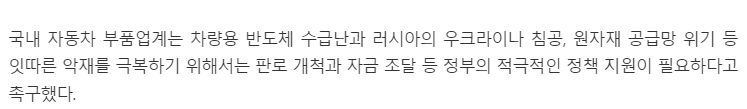 국내 자동차 부품업계는 차량용 반도체 수급난과 러시아의 우크라이나 침공, 원자재 공급망 위기 등
잇따른 악재를 극복하기 위해서는 판로 개척과 자금 조달 등 정부의 적극적인 정책 지원이 필요하다고
촉구했다.